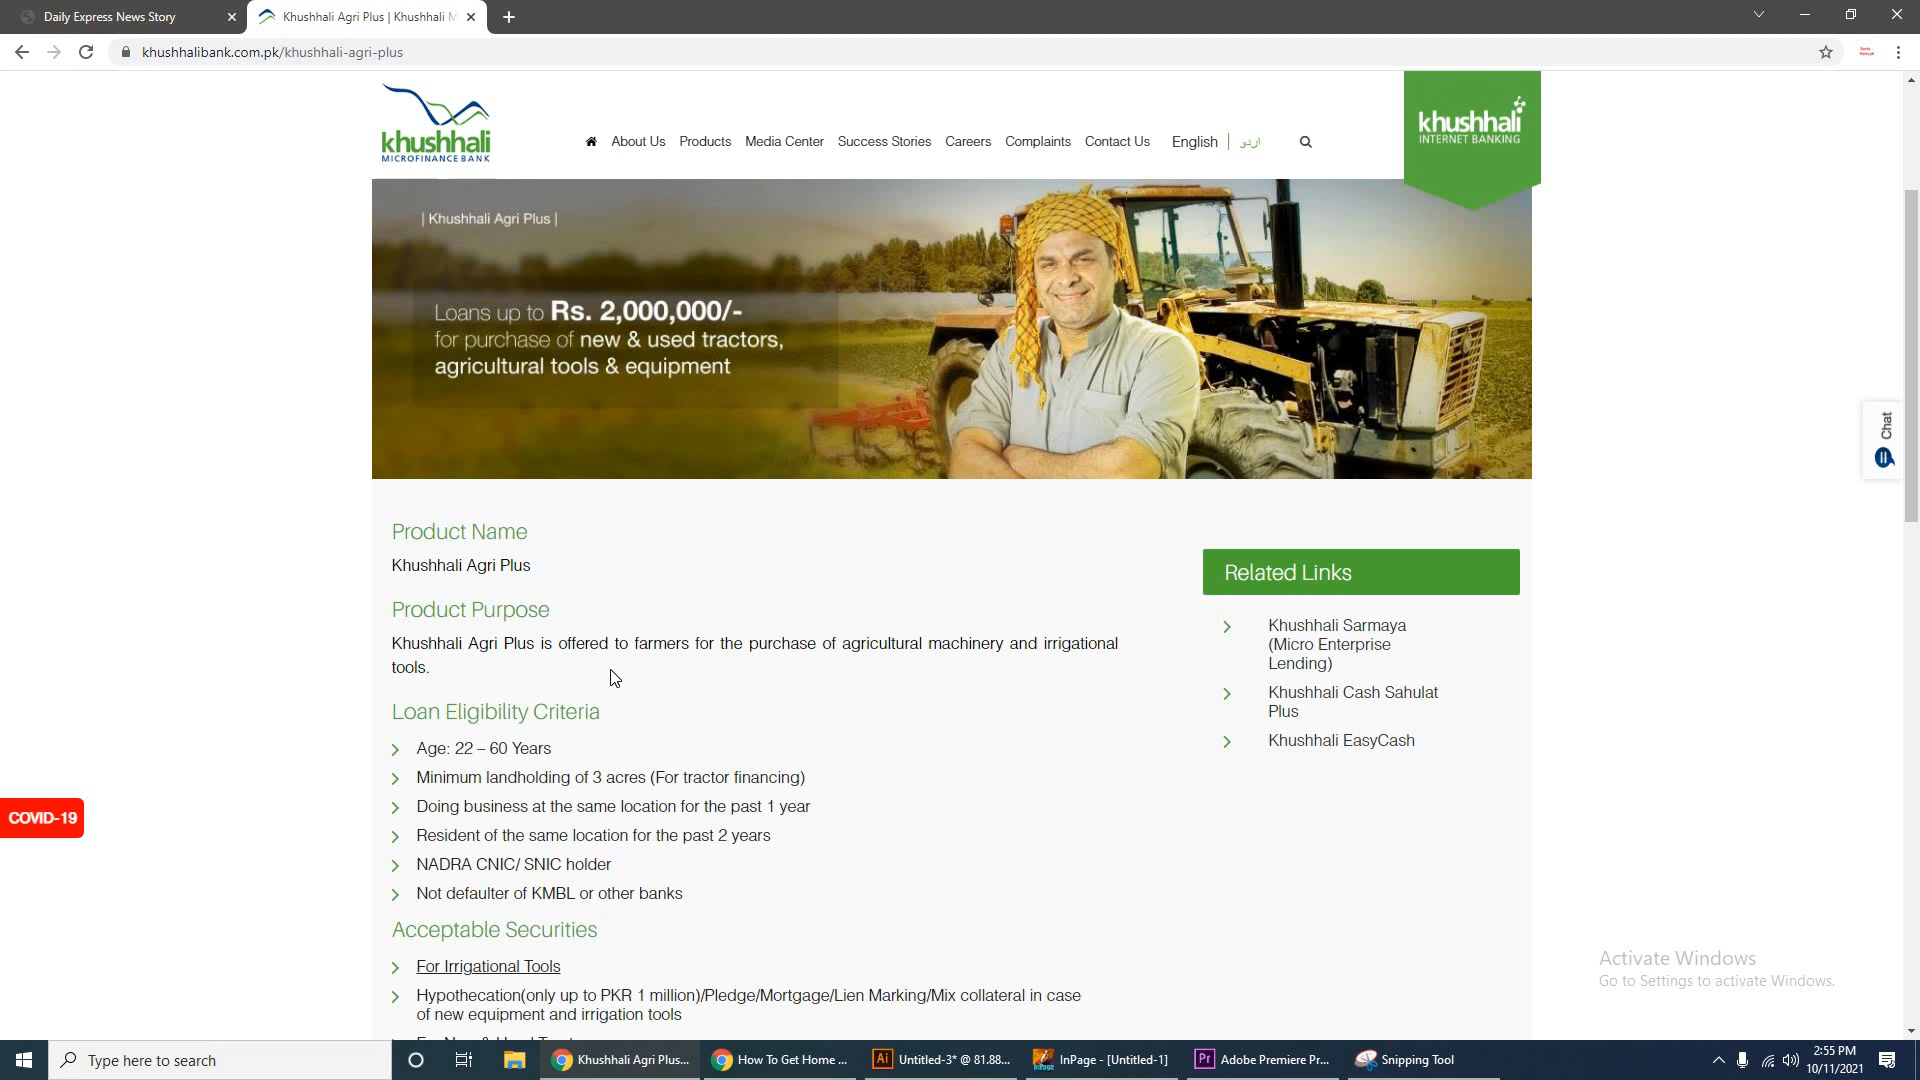 Daily Express News Story
Khushhali Agri Plus | Khushhali M
khushhalibank.com.pk/khushhali-agri-plus
khushhali
MICROFINANCE BANK
About Us
Products
Media Center
Success Stories
Careers
Complaints
Contact Us
English
اردو
khushhali
INTERNET BANKING
| Khushhali Agri Plus |
Loans up to Rs. 2,000,000/-
for purchase of new & used tractors,
agricultural tools & equipment
Chat
Product Name
Khushhali Agri Plus
Product Purpose
Khushhali Agri Plus is offered to farmers for the purchase of agricultural machinery and irrigational
tools.
Loan Eligibility Criteria
Age: 22 – 60 Years
Minimum landholding of 3 acres (For tractor financing)
Doing business at the same location for the past 1 year
Resident of the same location for the past 2 years
NADRA CNIC/ SNIC holder
Not defaulter of KMBL or other banks
Acceptable Securities
For Irrigational Tools
Hypothecation(only up to PKR 1 million)/Pledge/Mortgage/Lien Marking/Mix collateral in case
of new equipment and irrigation tools
Related Links
Khushhali Sarmaya
(Micro Enterprise
Lending)
Khushhali Cash Sahulat
Plus
Khushhali EasyCash
COVID-19
Activate Windows
Go to Settings to activate Windows.
Type here to search
Khushhali Agri Plus...
How To Get Home ...
Ai
Untitled-3* @ 81.88...
InPage - [Untitled-1]
Pr
Adobe Premiere Pr...
Snipping Tool
2:55 PM
10/11/2021